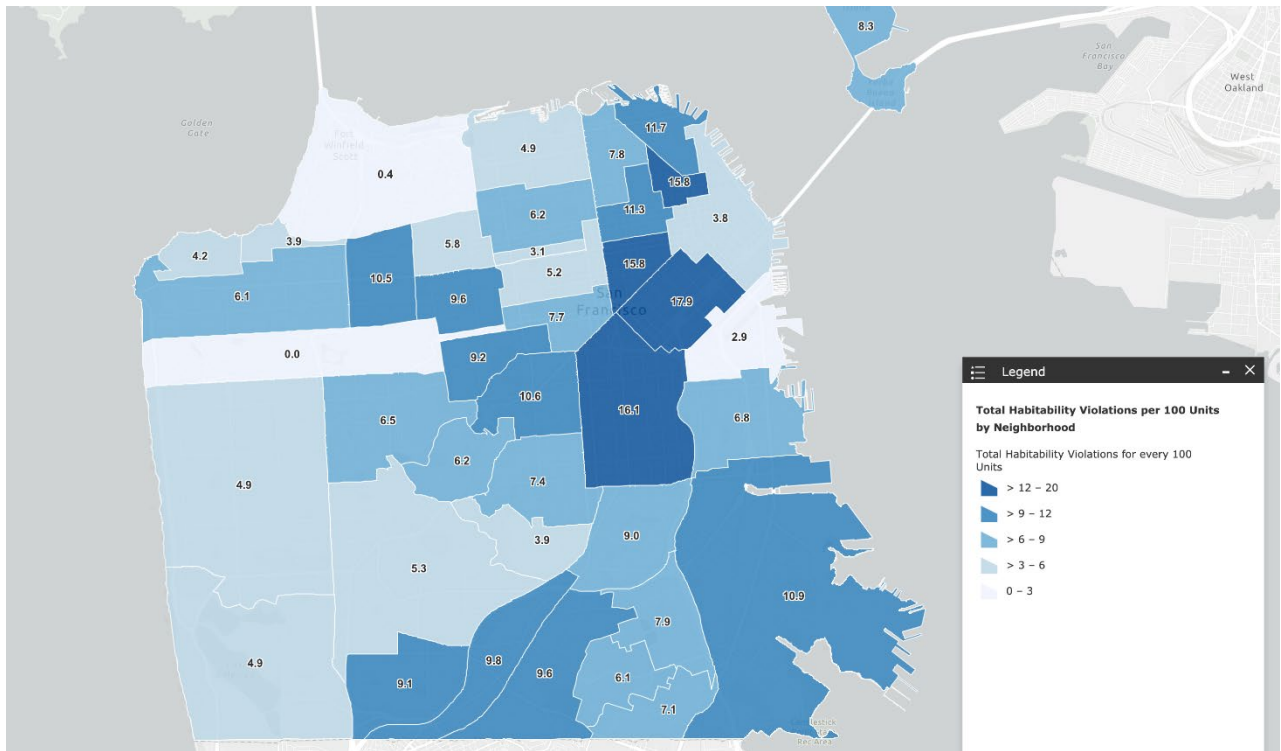 8.3
San
Francisco
Bay
West
Oakland
Golden
Gate
Fort
Winfield
Scott
11.7
4.9
7.8
0.4
15.8
6.2
11.3
3.8
3.9
5.8
4.2
3.1
15.8
5.2
10.5
6.1
9.6
San
Francisco
17.9
7.7
2.9
0.0
9.2
10.6
16.1
6.8
6.5
6.2
7.4
4.9
9.0
3.9
5.3
10.9
7.9
4.9
9.8
9.6
6.1
9.1
7.1
Rec Area
Legend
Total Habitability Violations per 100 Units
by Neighborhood
Total Habitability Violations for every 100
Units
> 12 – 20
> 9 – 12
> 6 – 9
> 3 – 6
0 – 3